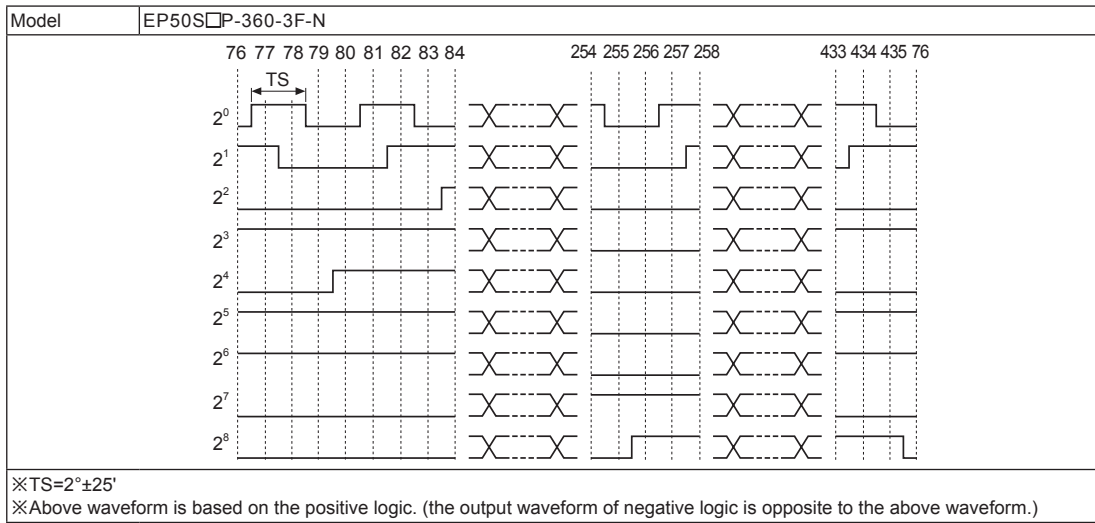 Model EP50S□P-360-3F-N
76 77 78 79 80 81 82 83 84 254 255 256 257 258 433 434 435 76
TS
2⁰
2¹
2²
2³
2⁴
2⁵
2⁶
2⁷
2⁸
※TS=2°±25'
※Above waveform is based on the positive logic. (the output waveform of negative logic is opposite to the above waveform.)